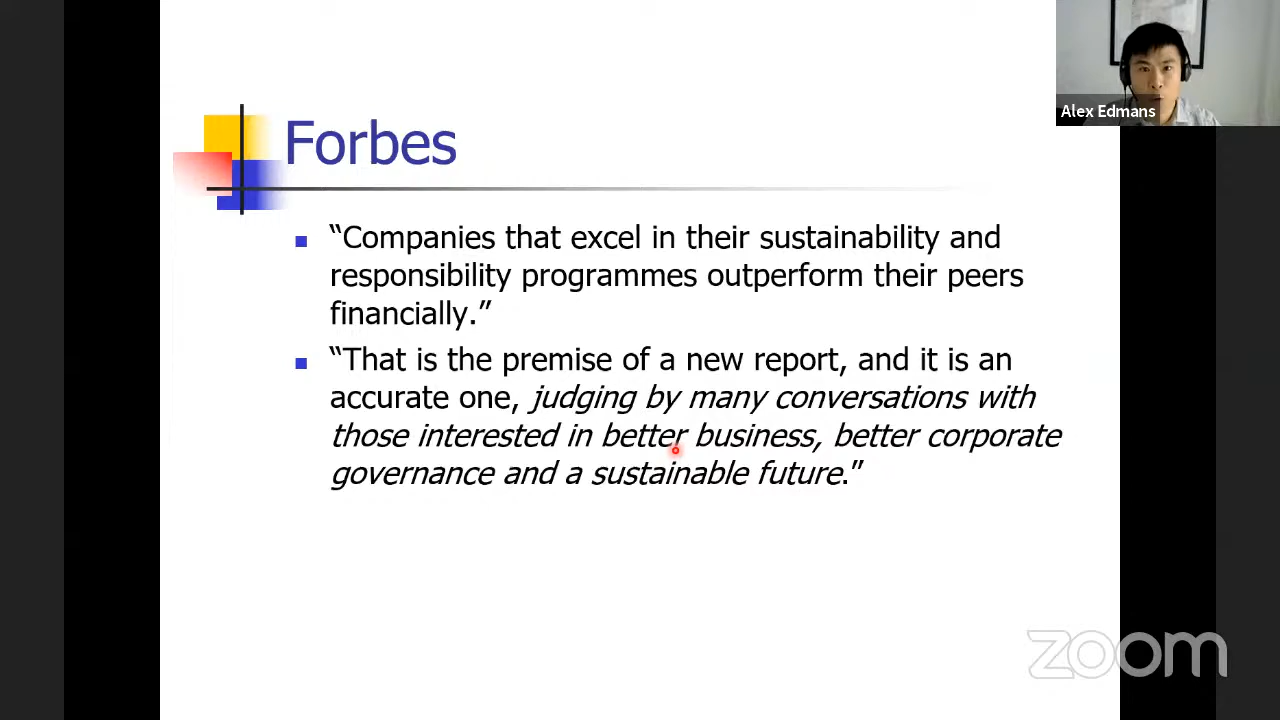 Alex Edmans
Forbes
“Companies that excel in their sustainability and
responsibility programmes outperform their peers
financially.”
“That is the premise of a new report, and it is an
accurate one, judging by many conversations with
those interested in better business, better corporate
governance and a sustainable future.”
zoom